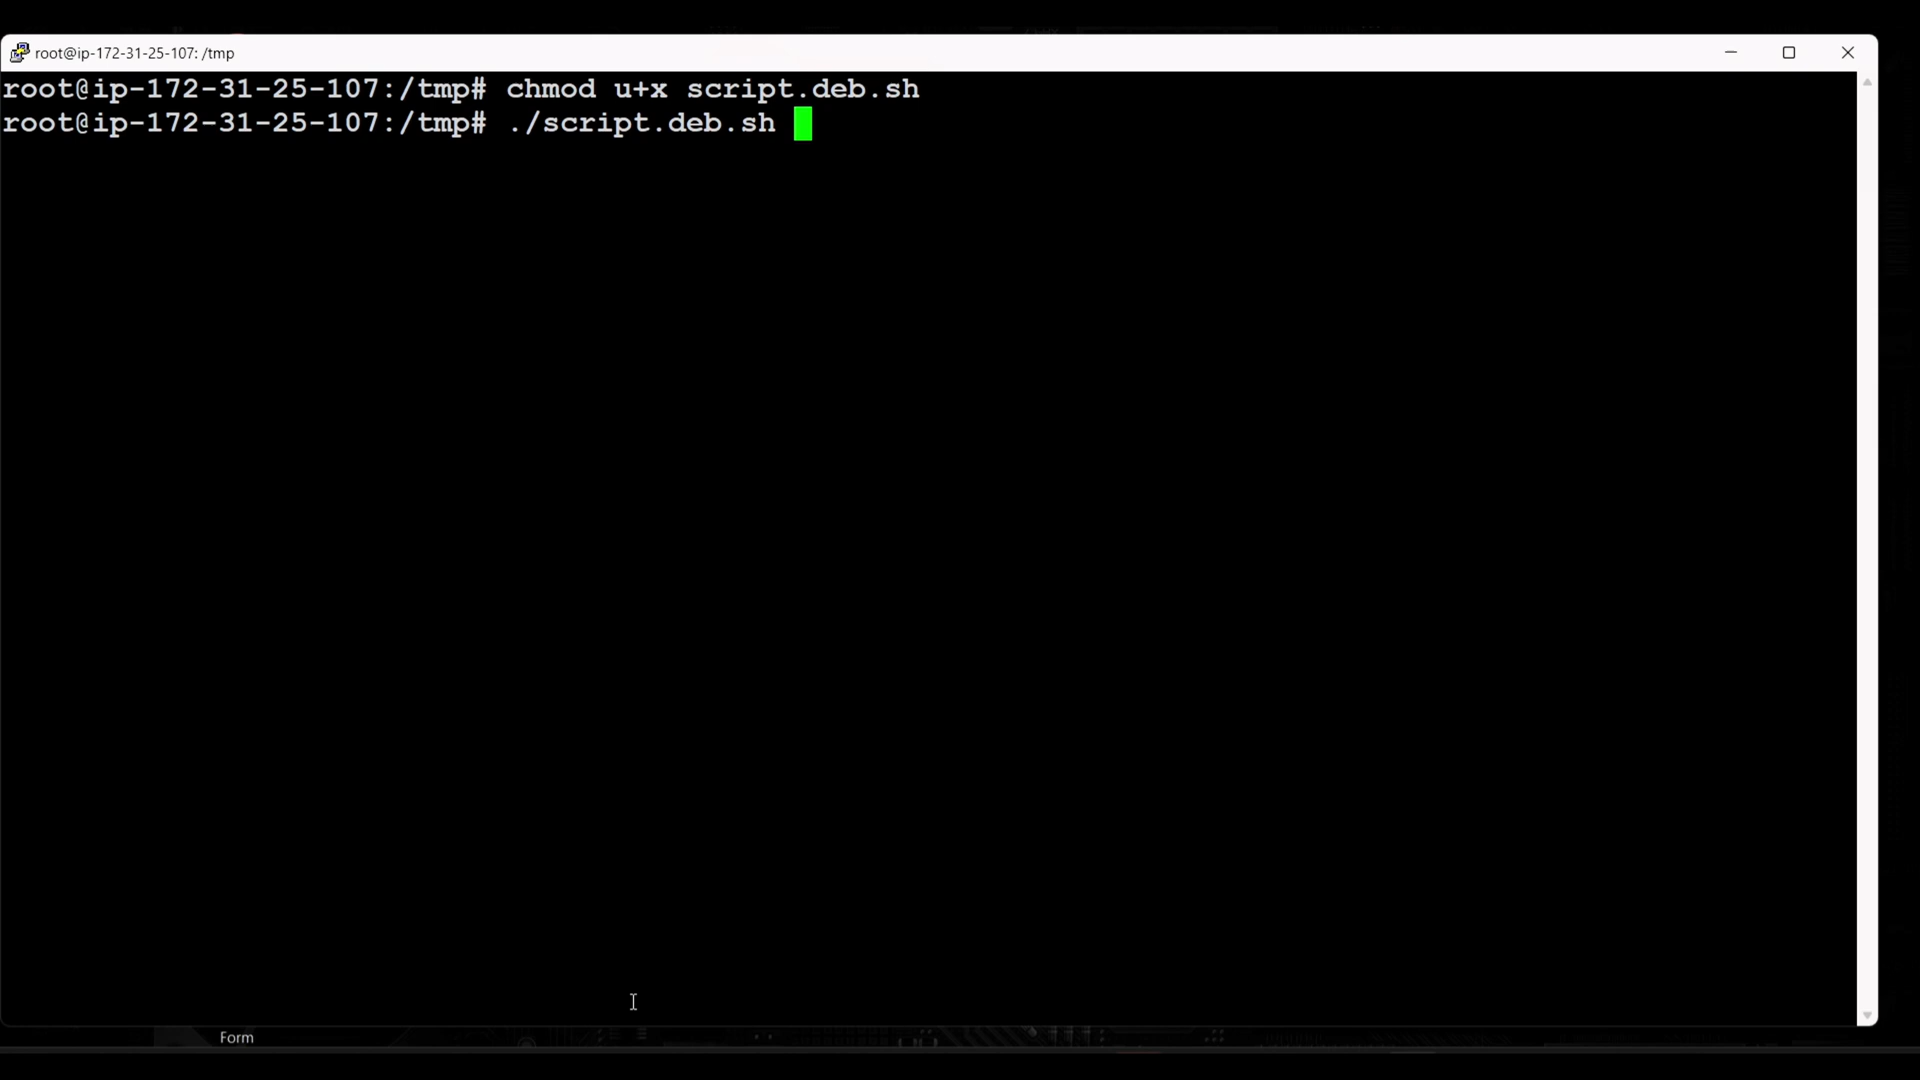 root@ip-172-31-25-107: /tmp
root@ip-172-31-25-107:/tmp# chmod u+x script.deb.sh
root@ip-172-31-25-107:/tmp# ./script.deb.sh
Form